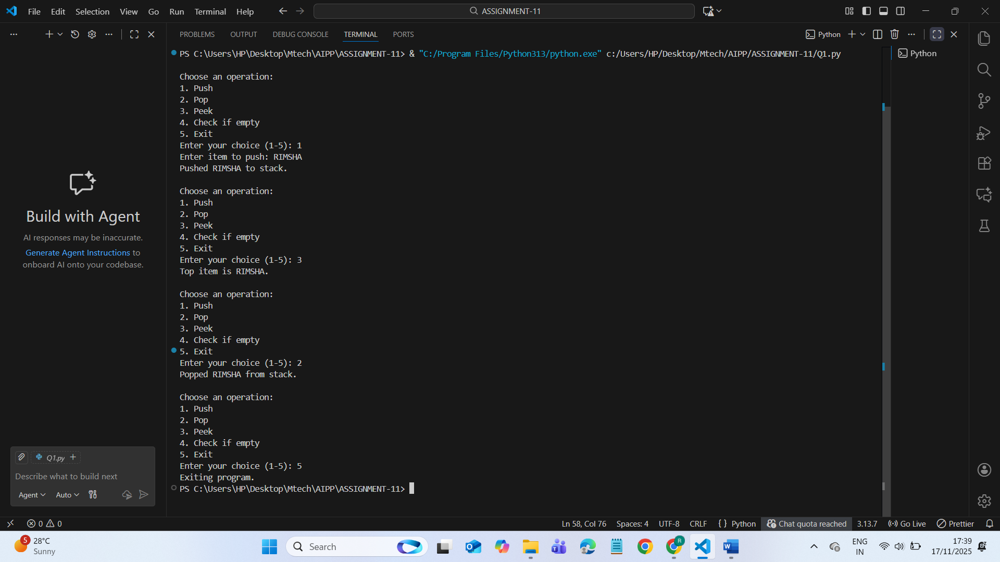 File Edit Selection View Go Run Terminal Help
ASSIGNMENT-11
PROBLEMS OUTPUT DEBUG CONSOLE TERMINAL PORTS
Python
Python
PS C:\Users\HP\Desktop\Mtech\AIPP\ASSIGNMENT-11> & "C:/Program Files/Python313/python.exe" c:/Users/HP/Desktop/Mtech/AIPP/ASSIGNMENT-11/Q1.py
Choose an operation:
1. Push
2. Pop
3. Peek
4. Check if empty
5. Exit
Enter your choice (1-5): 1
Enter item to push: RIMSHA
Pushed RIMSHA to stack.
Choose an operation:
1. Push
2. Pop
3. Peek
4. Check if empty
5. Exit
Enter your choice (1-5): 3
Top item is RIMSHA.
Choose an operation:
1. Push
2. Pop
3. Peek
4. Check if empty
5. Exit
Enter your choice (1-5): 2
Popped RIMSHA from stack.
Choose an operation:
1. Push
2. Pop
3. Peek
4. Check if empty
5. Exit
Enter your choice (1-5): 5
Exiting program.
PS C:\Users\HP\Desktop\Mtech\AIPP\ASSIGNMENT-11>
Build with Agent
AI responses may be inaccurate.
Generate Agent Instructions to
onboard AI onto your codebase.
Q1.py
Describe what to build next
Agent Auto
0 0
Ln 58, Col 76 Spaces: 4 UTF-8 CRLF { } Python Chat quota reached 3.13.7 Go Live Prettier
5
28°C
Sunny
Search
R
ENG
IN
17:39
17/11/2025